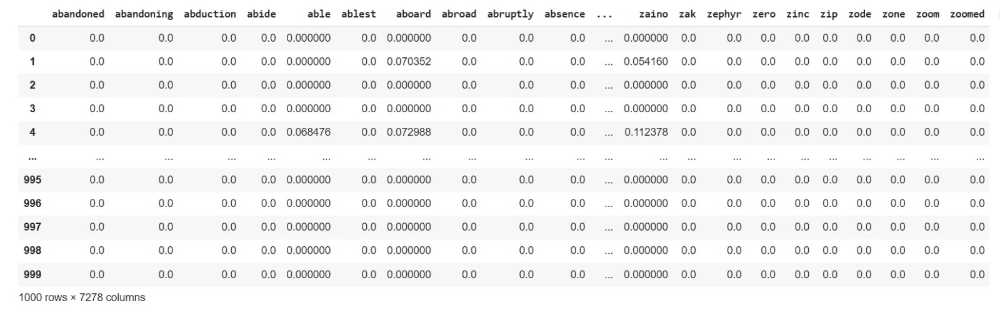 abandoned abandoning abduction abide able ablest aboard abroad abruptly absence ... zaino zak zephyr zero zinc zip zode zone zoom zoomed
0 0.0 0.0 0.0 0.0 0.000000 0.0 0.000000 0.0 0.0 0.0 ... 0.000000 0.0 0.0 0.0 0.0 0.0 0.0 0.0 0.0 0.0
1 0.0 0.0 0.0 0.0 0.000000 0.0 0.070352 0.0 0.0 0.0 ... 0.054160 0.0 0.0 0.0 0.0 0.0 0.0 0.0 0.0 0.0
2 0.0 0.0 0.0 0.0 0.000000 0.0 0.000000 0.0 0.0 0.0 ... 0.000000 0.0 0.0 0.0 0.0 0.0 0.0 0.0 0.0 0.0
3 0.0 0.0 0.0 0.0 0.000000 0.0 0.000000 0.0 0.0 0.0 ... 0.000000 0.0 0.0 0.0 0.0 0.0 0.0 0.0 0.0 0.0
4 0.0 0.0 0.0 0.0 0.068476 0.0 0.072988 0.0 0.0 0.0 ... 0.112378 0.0 0.0 0.0 0.0 0.0 0.0 0.0 0.0 0.0
... ... ... ... ... ... ... ... ... ... ... ... ... ... ... ... ... ... ... ... ... ...
995 0.0 0.0 0.0 0.0 0.000000 0.0 0.000000 0.0 0.0 0.0 ... 0.000000 0.0 0.0 0.0 0.0 0.0 0.0 0.0 0.0 0.0
996 0.0 0.0 0.0 0.0 0.000000 0.0 0.000000 0.0 0.0 0.0 ... 0.000000 0.0 0.0 0.0 0.0 0.0 0.0 0.0 0.0 0.0
997 0.0 0.0 0.0 0.0 0.000000 0.0 0.000000 0.0 0.0 0.0 ... 0.000000 0.0 0.0 0.0 0.0 0.0 0.0 0.0 0.0 0.0
998 0.0 0.0 0.0 0.0 0.000000 0.0 0.000000 0.0 0.0 0.0 ... 0.000000 0.0 0.0 0.0 0.0 0.0 0.0 0.0 0.0 0.0
999 0.0 0.0 0.0 0.0 0.000000 0.0 0.000000 0.0 0.0 0.0 ... 0.000000 0.0 0.0 0.0 0.0 0.0 0.0 0.0 0.0 0.0
1000 rows × 7278 columns